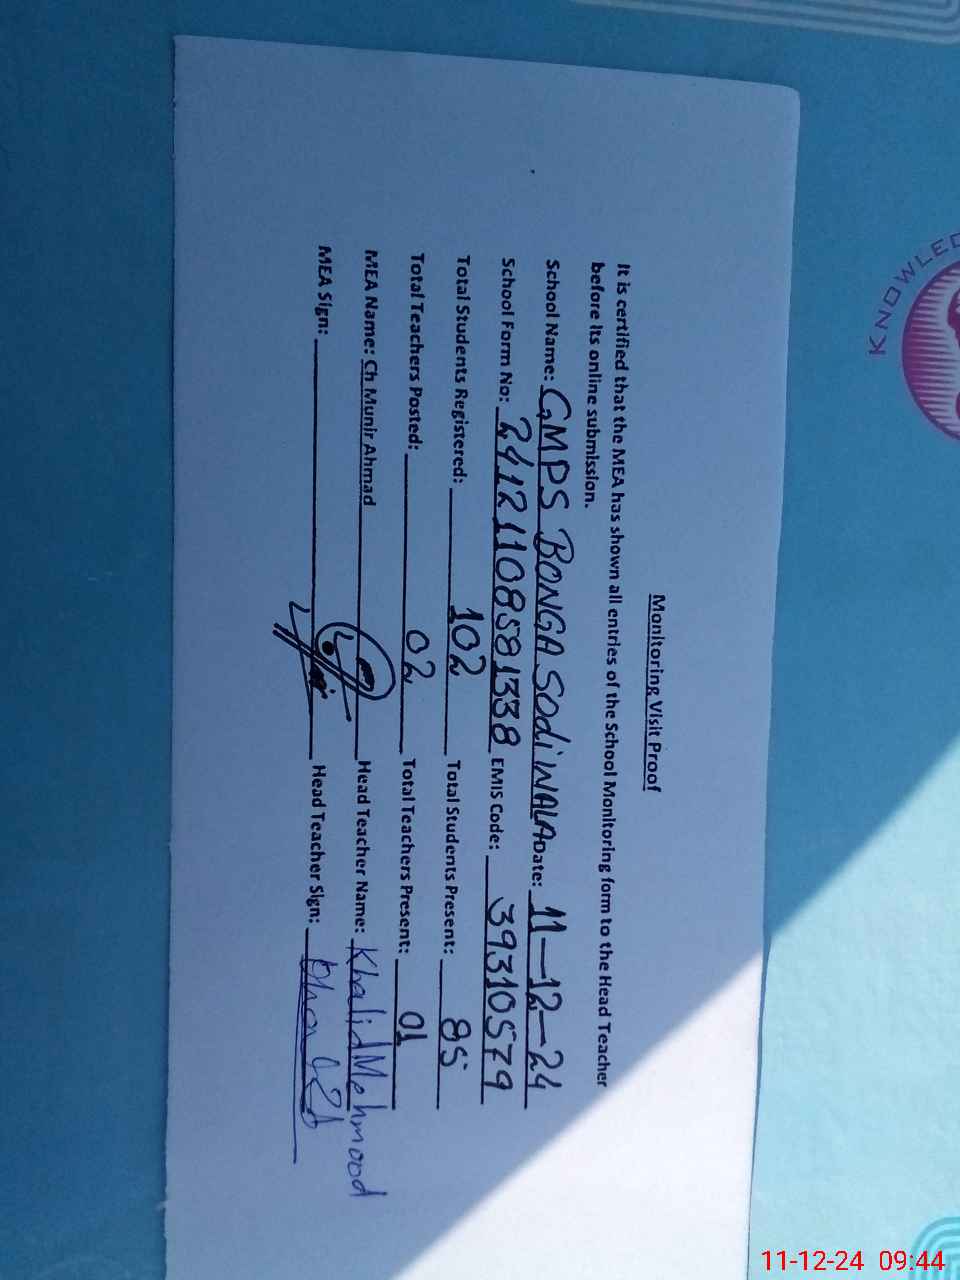 Monitoring Visit Proof
It is certified that the MEA has shown all entries of the School Monitoring form to the Head Teacher
before its online submission.
School Name: GMPS BONGA SODiWALA Date: 11-12-24
School Form No: 24121108581338 EMIS Code: 39310579
Total Students Registered: 102 Total Students Present: 85
Total Teachers Posted: 02 Total Teachers Present: 01
MEA Name: Ch Munir Ahmad Head Teacher Name: Khalid Mehmood
MEA Sign: Head Teacher Sign:
KNOWLED
11-12-24 09:44